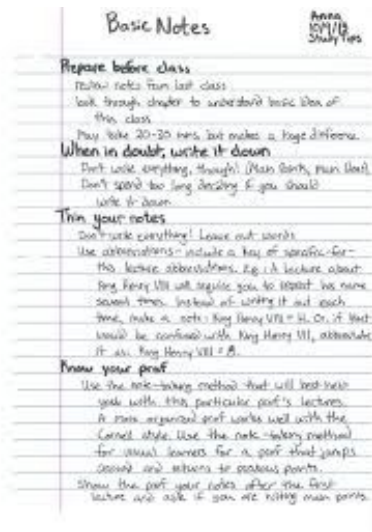 Basic Notes
Anna
10/9/13
Study Tips
Prepare before class
review notes from last class
look through chapter to understand basic idea of
this class
May take 20-30 mins, but makes a huge difference.
When in doubt, write it down
Don't write everything, though! (Main points, main ideas)
Don't spend too long deciding if you should
write it down
Thin your notes
Don't write everything! Leave out words
Use abbreviations - include a key of specific-for-
this lecture abbreviations. E.g.: A lecture about
King Henry VIII will require you to repeat his name
several times. Instead of writing it out each
time, make a note: King Henry VIII = H. Or, if that
would be confused with King Henry VII, abbreviate
it as: King Henry VIII = 8.
Know your prof
Use the note-taking method that will best help
you with this particular prof's lectures.
A more organized prof works well with the
Cornell style. Use the note-taking method
for visual learners for a prof that jumps
around and returns to previous points.
Show the prof your notes after the first
lecture and ask if you are hitting main points.